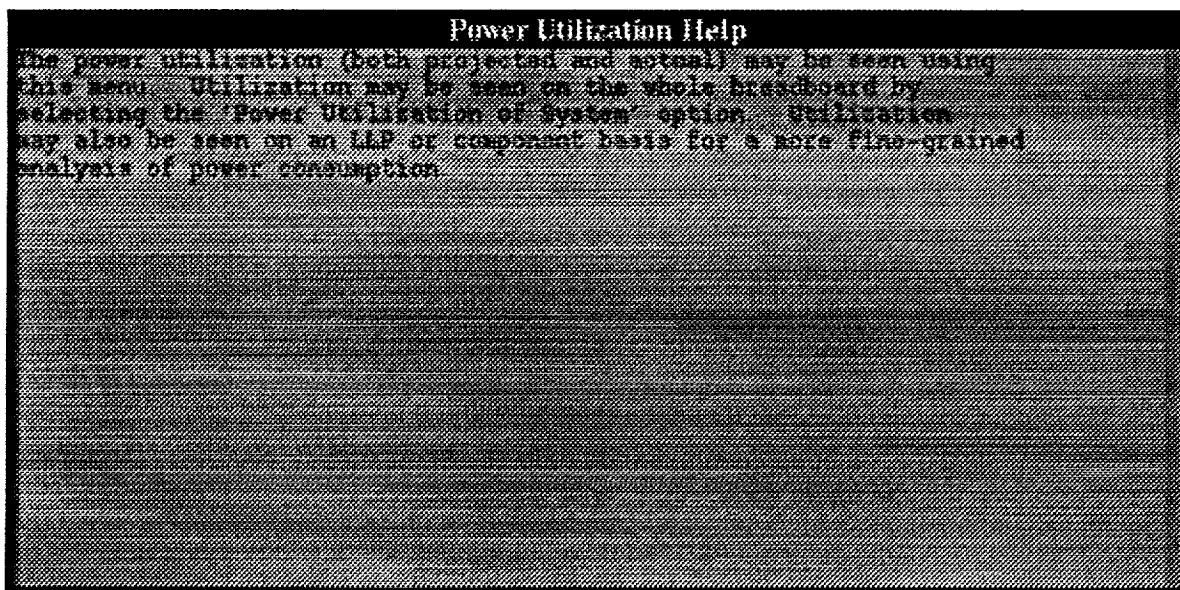 Power Utilization Help
The power utilization (both projected and actual) may be seen using
this menu. Utilization may be seen on the whole breadboard by
selecting the 'Power Utilization of System' option. Utilization
may also be seen on an LLP or component basis for a more fine-grained
analysis of power consumption